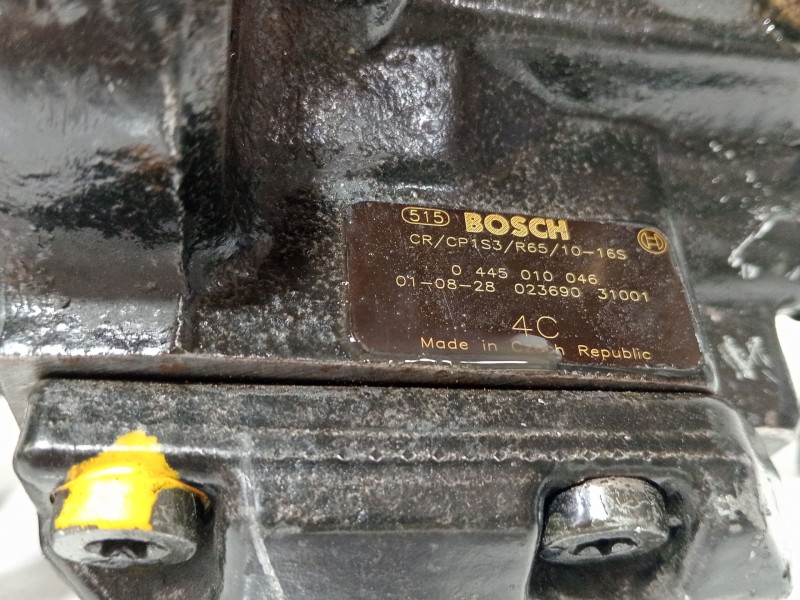 515 BOSCH
CR/CP1S3/R65/10-16S
0 445 010 046
01-08-28 023690 31001
4C
Made in Republic